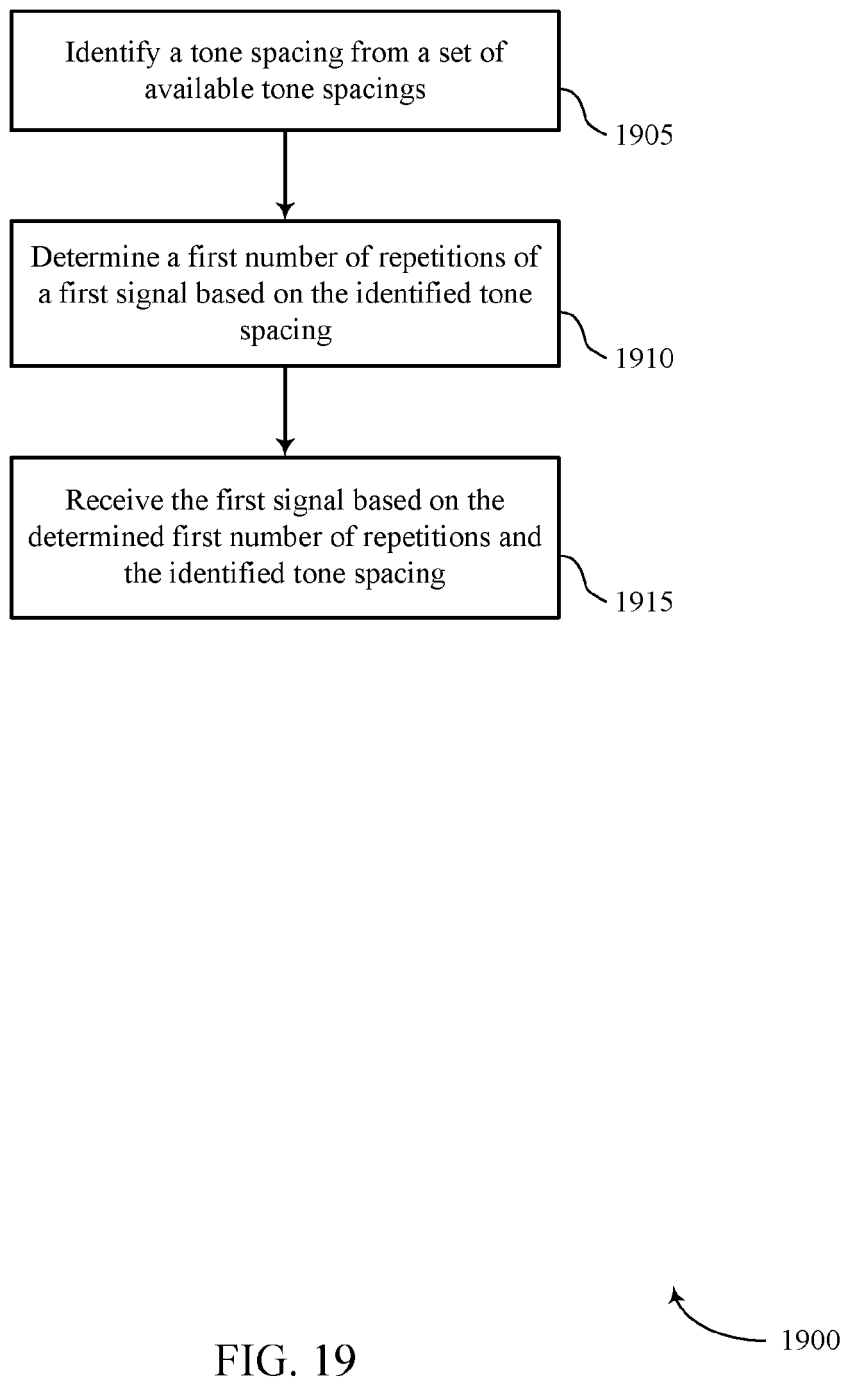 Identify a tone spacing from a set of
available tone spacings
1905
Determine a first number of repetitions of
a first signal based on the identified tone
spacing
1910
Receive the first signal based on the
determined first number of repetitions and
the identified tone spacing
1915
1900
FIG. 19